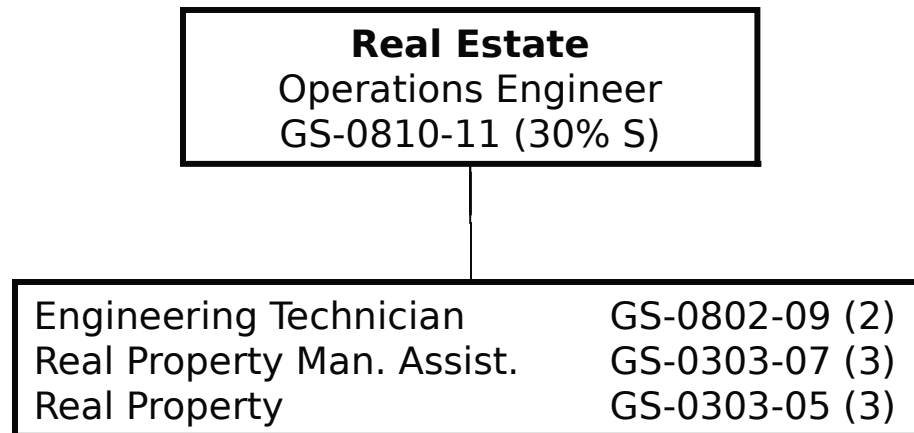 Real Estate
Operations Engineer
GS-0810-11 (30% S)
Engineering Technician GS-0802-09 (2)
Real Property Man. Assist. GS-0303-07 (3)
Real Property GS-0303-05 (3)